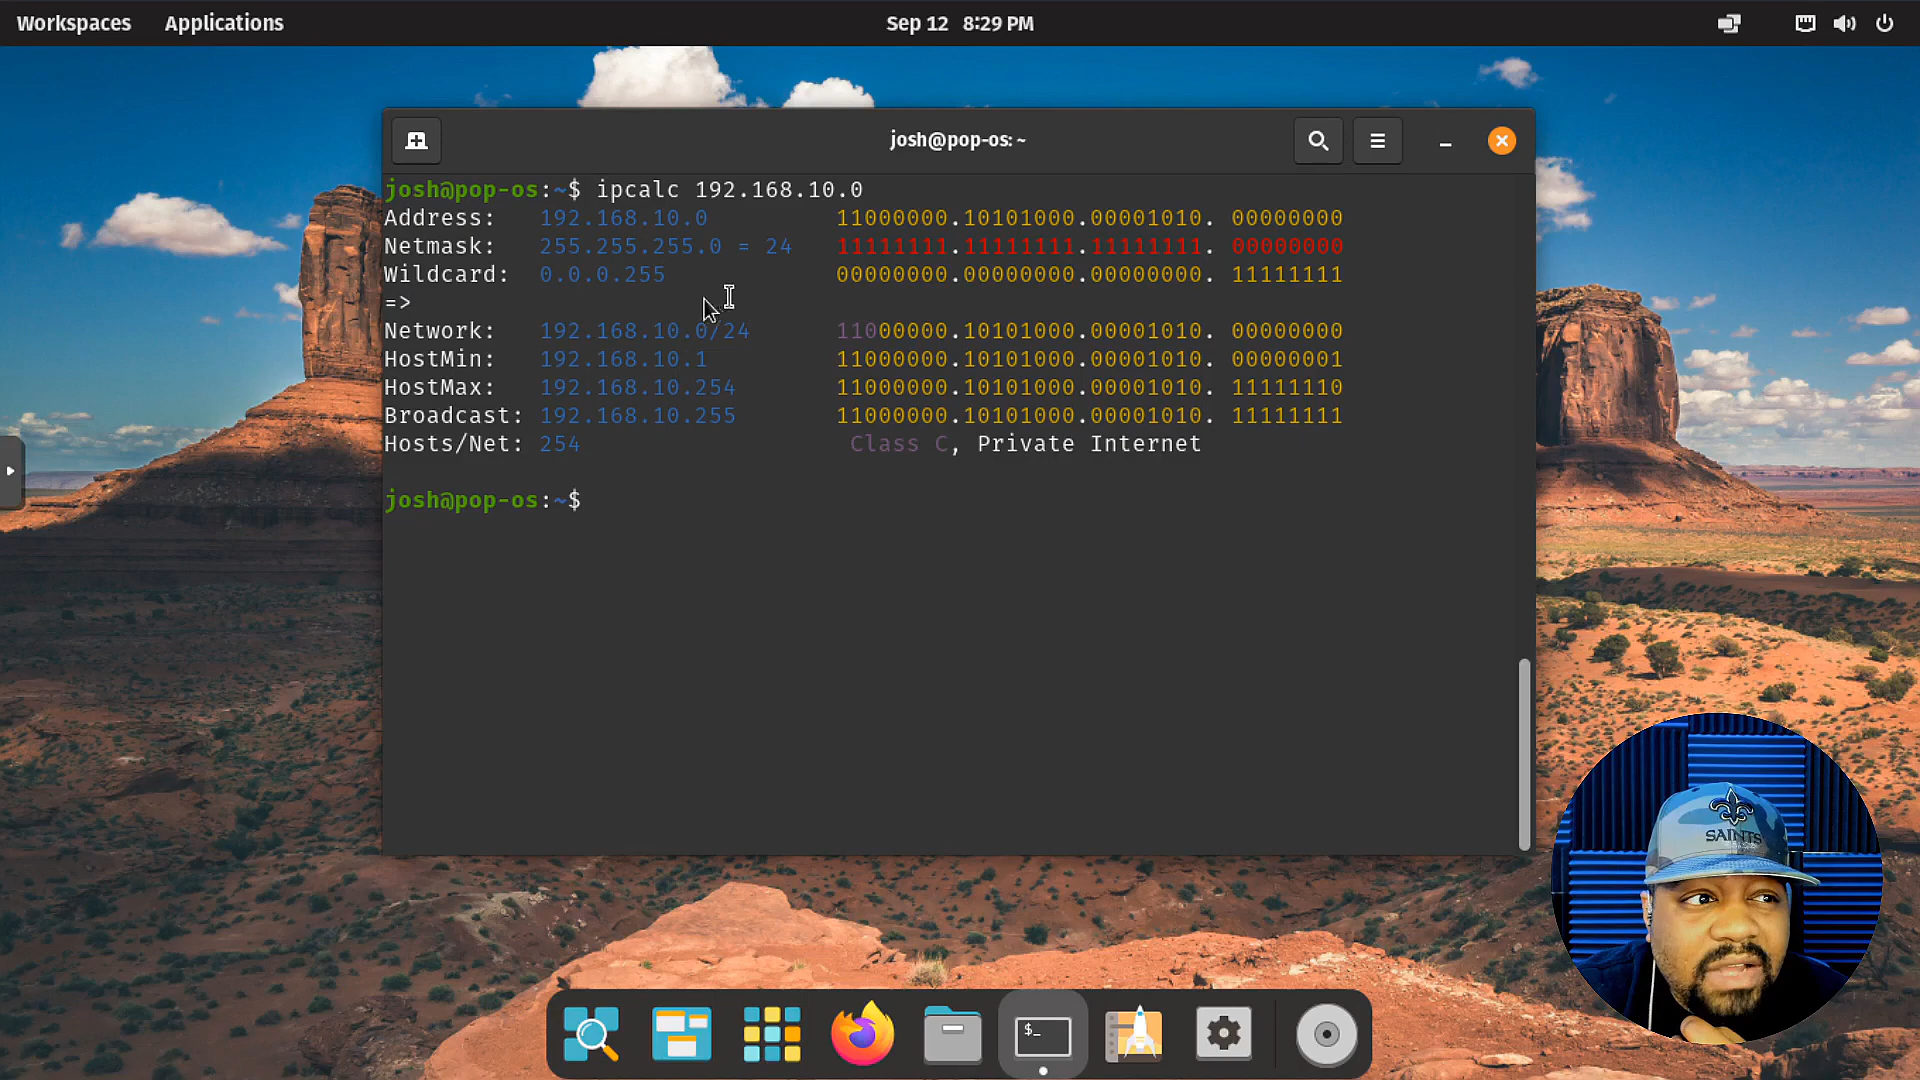 Workspaces Applications Sep 12 8:29 PM
josh@pop-os: ~
josh@pop-os:~$ ipcalc 192.168.10.0
Address: 192.168.10.0 11000000.10101000.00001010. 00000000
Netmask: 255.255.255.0 = 24 11111111.11111111.11111111. 00000000
Wildcard: 0.0.0.255 00000000.00000000.00000000. 11111111
=>
Network: 192.168.10.0/24 11000000.10101000.00001010. 00000000
HostMin: 192.168.10.1 11000000.10101000.00001010. 00000001
HostMax: 192.168.10.254 11000000.10101000.00001010. 11111110
Broadcast: 192.168.10.255 11000000.10101000.00001010. 11111111
Hosts/Net: 254 Class C, Private Internet
josh@pop-os:~$
SAINTS
$_